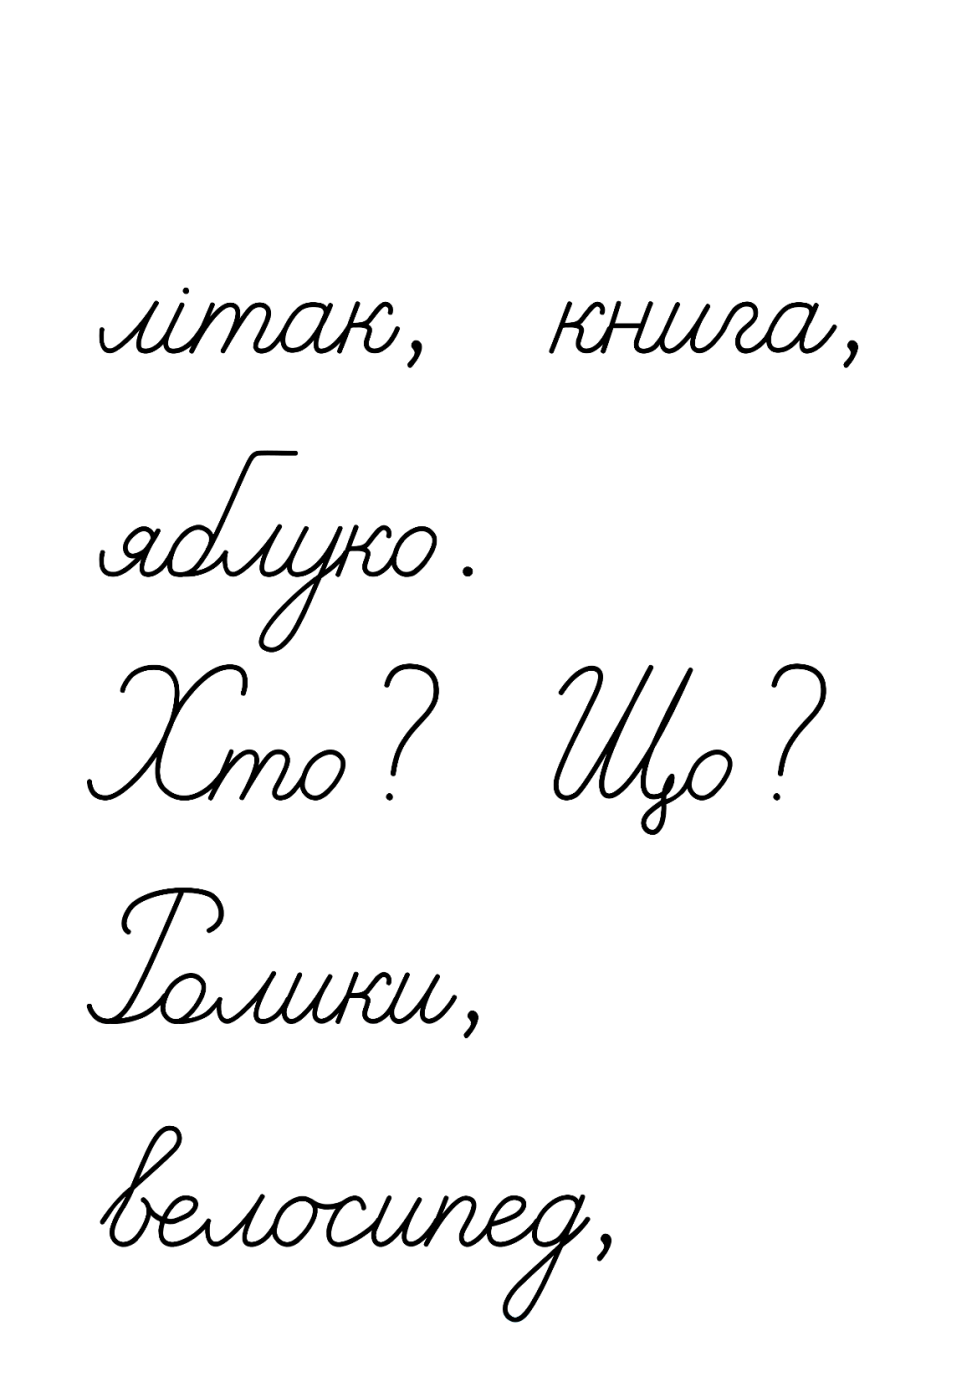 літак, книга,
яблуко.
Хто? Що?
Ролики,
велосипед,